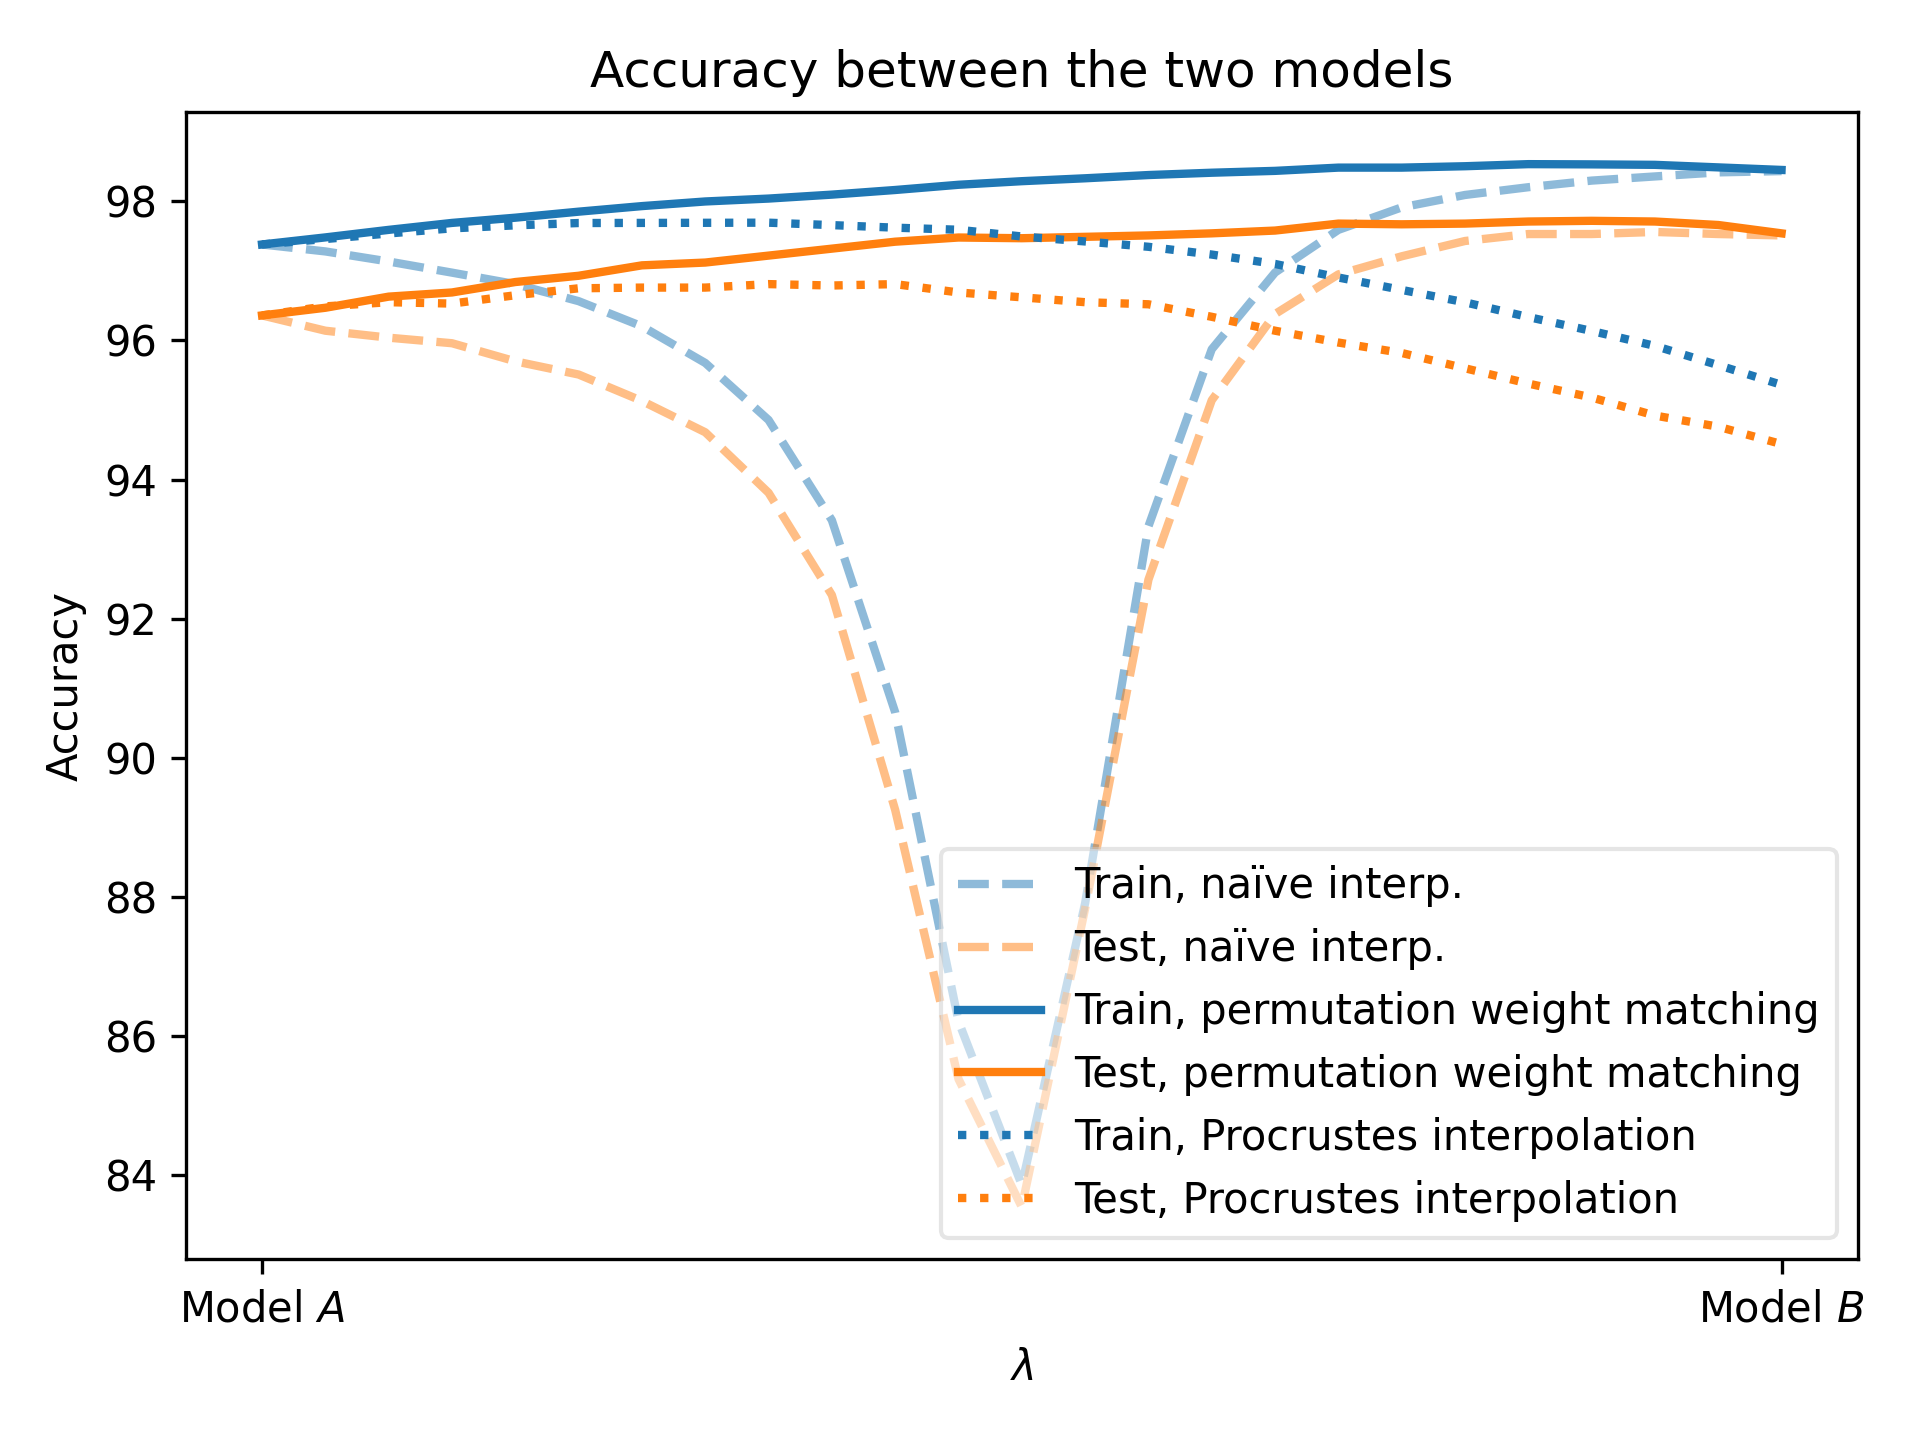 Accuracy between the two models
Accuracy
98
96
94
92
90
88
86
84
Train, naïve interp.
Test, naïve interp.
Train, permutation weight matching
Test, permutation weight matching
Train, Procrustes interpolation
Test, Procrustes interpolation
Model A
Model B
λ